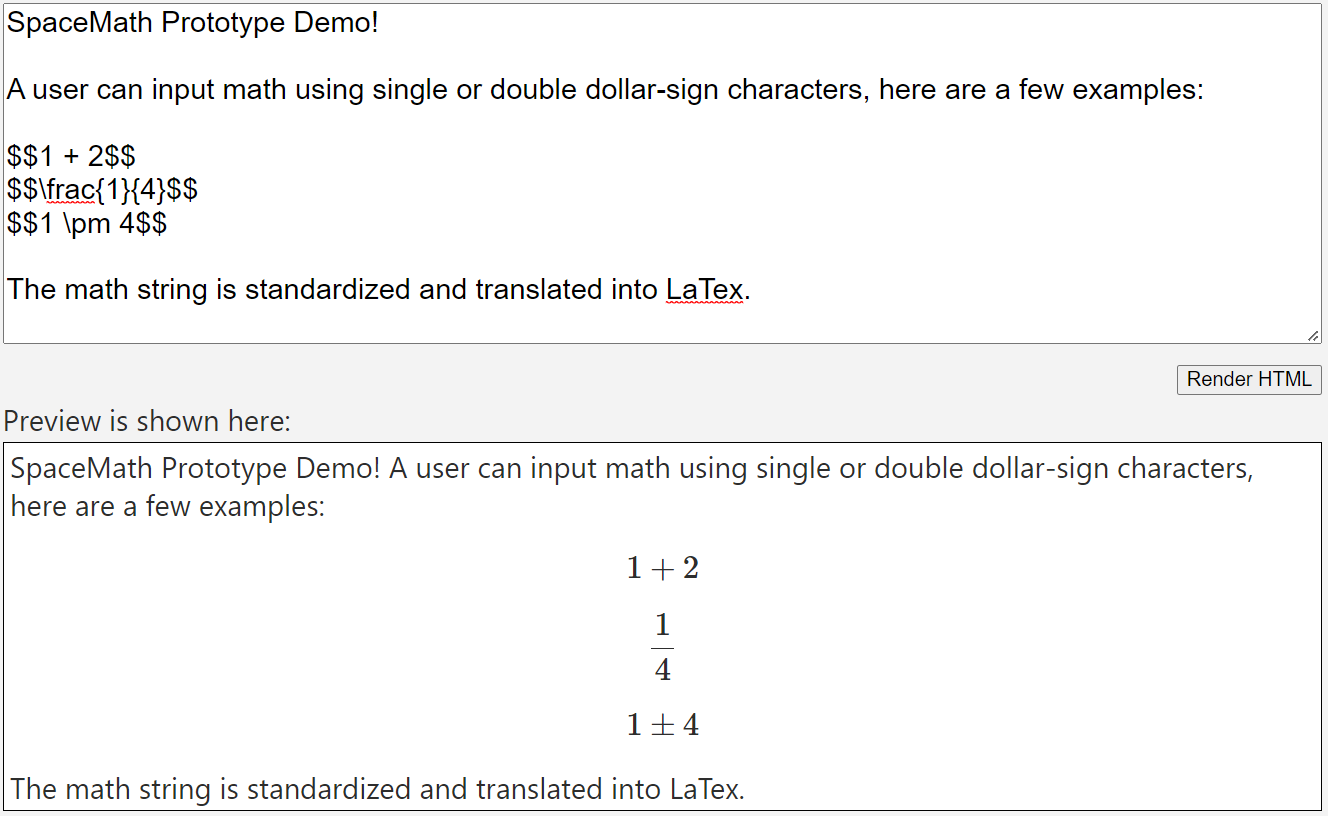 SpaceMath Prototype Demo!
A user can input math using single or double dollar-sign characters, here are a few examples:
$$1 + 2$$
$$\frac{1}{4}$$
$$1 \pm 4$$
The math string is standardized and translated into LaTex.
Render HTML
Preview is shown here:
SpaceMath Prototype Demo! A user can input math using single or double dollar-sign characters,
here are a few examples:
1 + 2
1
4
1 ± 4
The math string is standardized and translated into LaTex.